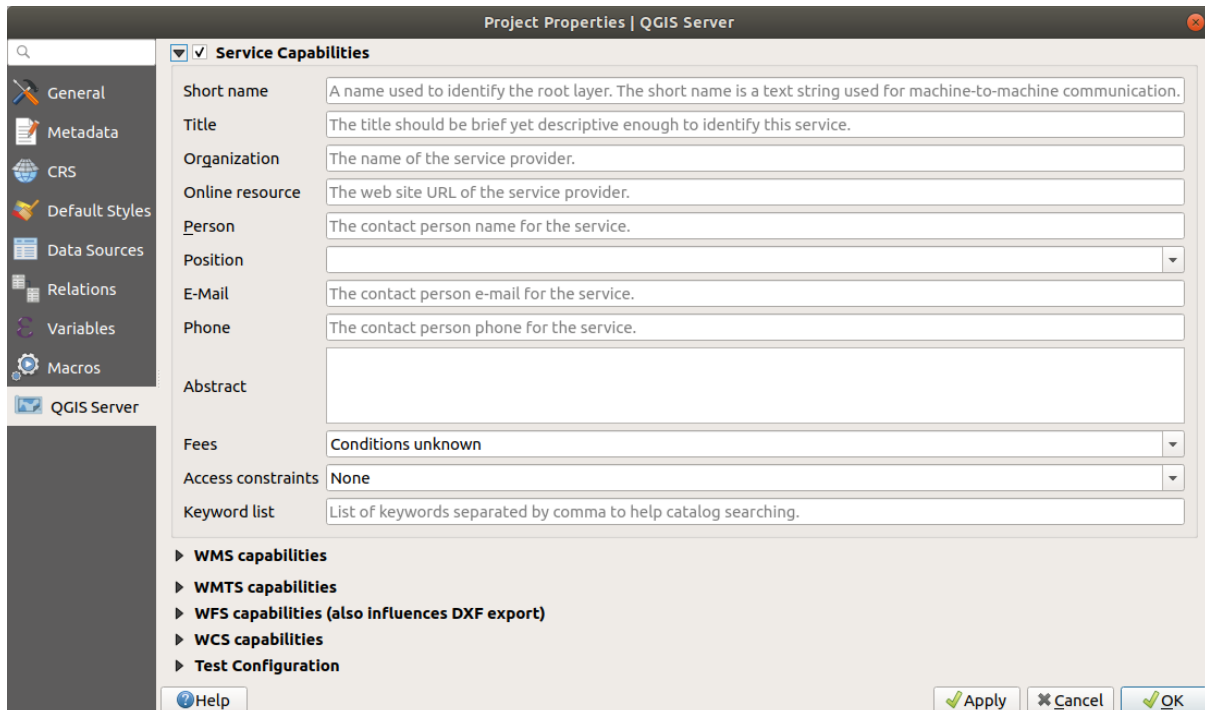 Project Properties | QGIS Server
Service Capabilities
General
Metadata
CRS
Default Styles
Data Sources
Relations
Variables
Macros
QGIS Server
Short name A name used to identify the root layer. The short name is a text string used for machine-to-machine communication.
Title The title should be brief yet descriptive enough to identify this service.
Organization The name of the service provider.
Online resource The web site URL of the service provider.
Person The contact person name for the service.
Position
E-Mail The contact person e-mail for the service.
Phone The contact person phone for the service.
Abstract
Fees Conditions unknown
Access constraints None
Keyword list List of keywords separated by comma to help catalog searching.
WMS capabilities
WMTS capabilities
WFS capabilities (also influences DXF export)
WCS capabilities
Test Configuration
Help Apply Cancel OK